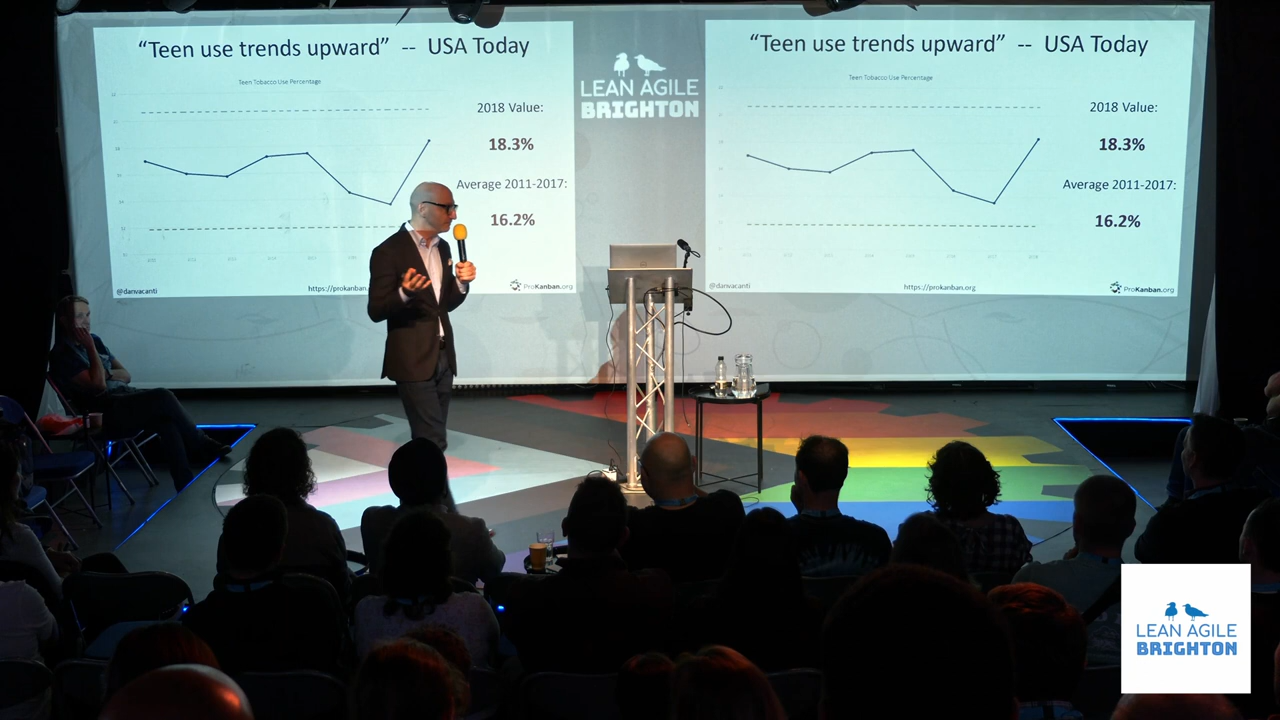 “Teen use trends upward” -- USA Today
Teen Tobacco Use Percentage
2018 Value:
18.3%
Average 2011-2017:
16.2%
@danvacanti
https://prokanban.
ProKanban.org
LEAN AGILE
BRIGHTON
“Teen use trends upward” -- USA Today
Teen Tobacco Use Percentage
2018 Value:
18.3%
Average 2011-2017:
16.2%
@danvacanti
https://prokanban.org
ProKanban.org
LEAN AGILE
BRIGHTON